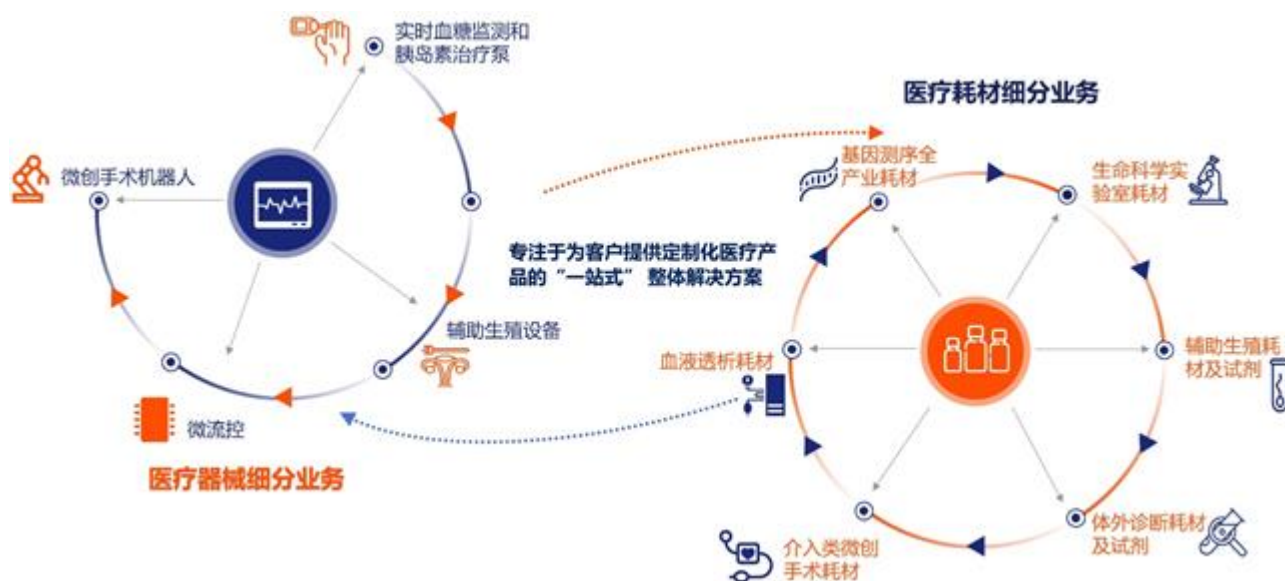 实时血糖监测和
胰岛素治疗泵
微创手术机器人
辅助生殖设备
微流控
医疗器械细分业务
专注于为客户提供定制化医疗产
品的“一站式” 整体解决方案
医疗耗材细分业务
基因测序全
产业耗材
生命科学实
验室耗材
血液透析耗材
辅助生殖耗
材及试剂
介入类微创
手术耗材
体外诊断耗材
及试剂